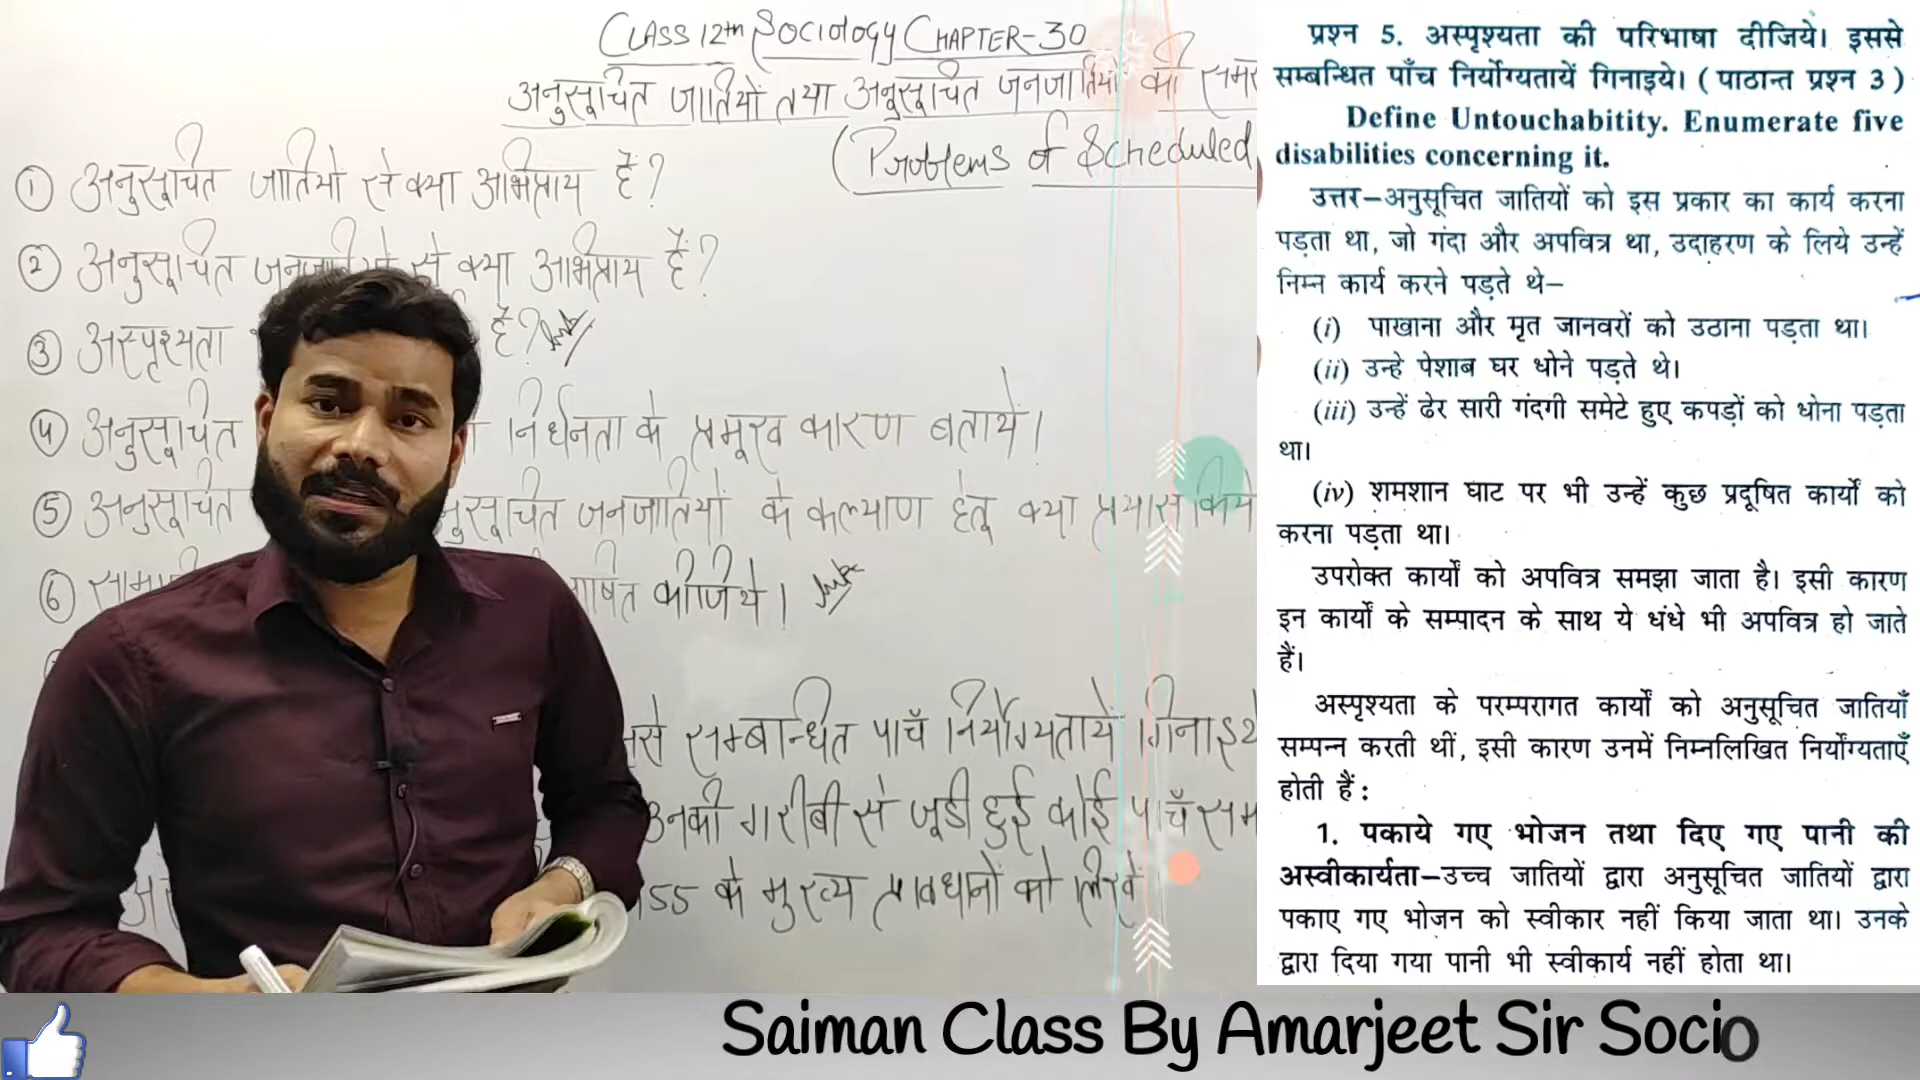 CLASS 12th SOCIOLOGY CHAPTER-30
अनुसूचित जातियों तथा अनुसूचित जनजातियों की
(Problems of Scheduled
① अनुसूचित जातियों से क्या अभिप्राय है?
② अनुसूचित क्या अभिप्राय है?
③ अस्पृश्यता है?
④ अनुसूचित निर्धनता के प्रमूख कारण बतायें।
⑤ अनुसूचित जनजातियों के कल्याण हेतू क्या प्रयास किये
⑥ कीजिये।
सम्बन्धित पाँच निर्योग्यतायें गिनाइये
उनकी गरीबी से जूडी हुई कोई पाँच
के मुख्य प्रावधानों को लिखें
प्रश्न 5. अस्पृश्यता की परिभाषा दीजिये। इससे
सम्बन्धित पाँच निर्योग्यतायें गिनाइये। ( पाठान्त प्रश्न 3 )
Define Untouchabitity. Enumerate five
disabilities concerning it.
उत्तर–अनुसूचित जातियों को इस प्रकार का कार्य करना
पड़ता था, जो गंदा और अपवित्र था, उदाहरण के लिये उन्हें
निम्न कार्य करने पड़ते थे–
(i) पाखाना और मृत जानवरों को उठाना पड़ता था।
(ii) उन्हे पेशाब घर धोने पड़ते थे।
(iii) उन्हें ढेर सारी गंदगी समेटे हुए कपड़ों को धोना पड़ता
था।
(iv) शमशान घाट पर भी उन्हें कुछ प्रदूषित कार्यों को
करना पड़ता था।
उपरोक्त कार्यों को अपवित्र समझा जाता है। इसी कारण
इन कार्यों के सम्पादन के साथ ये धंधे भी अपवित्र हो जाते
हैं।
अस्पृश्यता के परम्परागत कार्यों को अनुसूचित जातियाँ
सम्पन्न करती थीं, इसी कारण उनमें निम्नलिखित निर्योग्यताएँ
होती हैं :
1. पकाये गए भोजन तथा दिए गए पानी की
अस्वीकार्यता–उच्च जातियों द्वारा अनुसूचित जातियों द्वारा
पकाए गए भोजन को स्वीकार नहीं किया जाता था। उनके
द्वारा दिया गया पानी भी स्वीकार्य नहीं होता था।
Saiman Class By Amarjeet Sir Socio